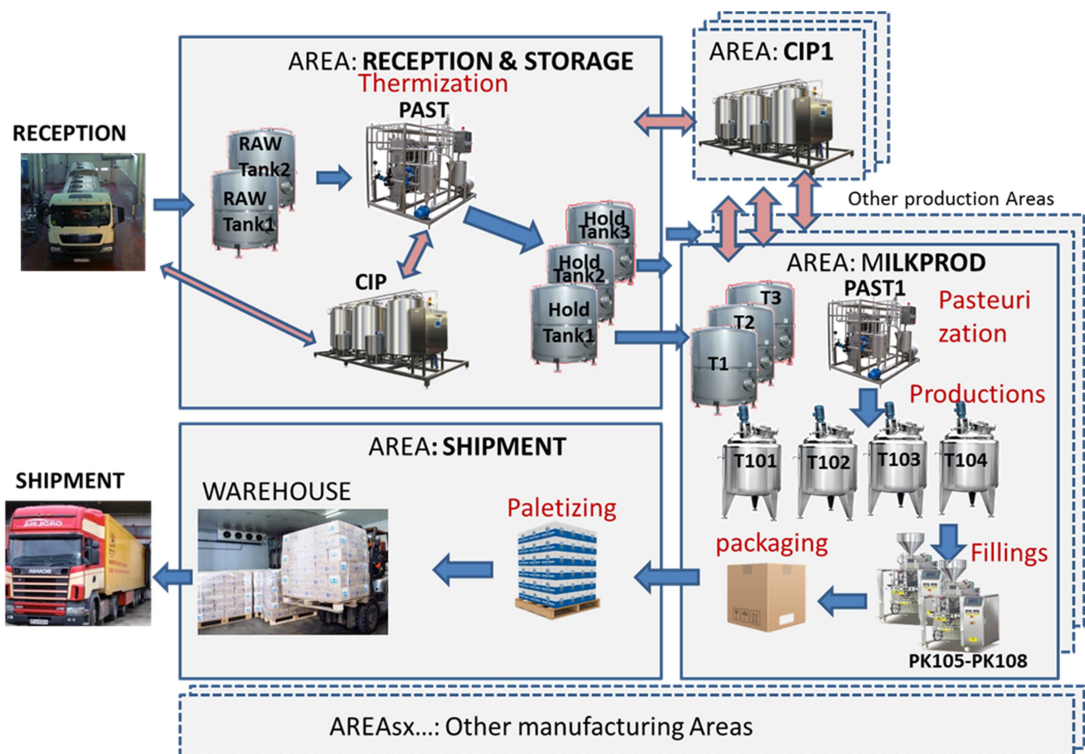 AREA: RECEPTION & STORAGE
Thermization
PAST
AREA: CIP1
RECEPTION
RAW
Tank2
RAW
Tank1
CIP
Hold
Tank3
Hold
Tank2
Hold
Tank1
Other production Areas
AREA: MILKPROD
PAST1
Pasteuri
zation
T3
T2
T1
Productions
T101
T102
T103
T104
Fillings
PK105-PK108
packaging
AREA: SHIPMENT
WAREHOUSE
Paletizing
SHIPMENT
AREAsx...: Other manufacturing Areas